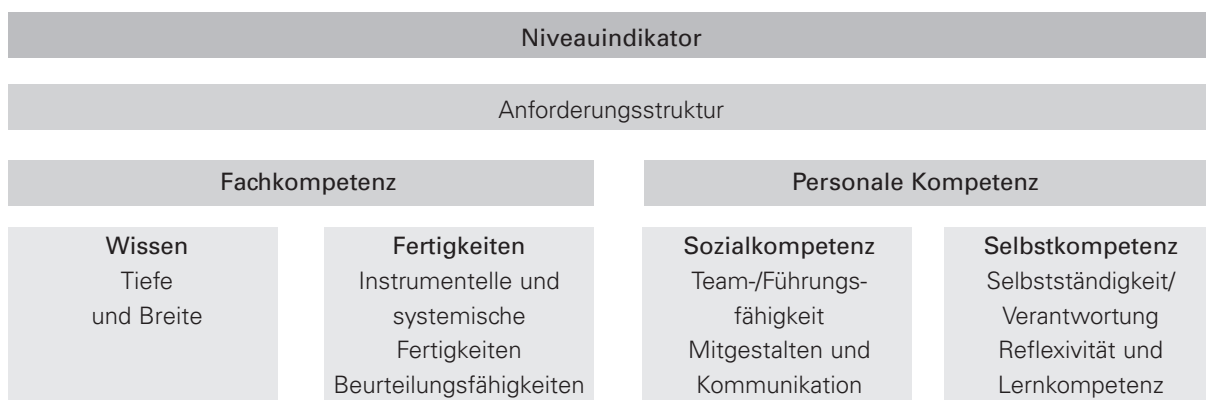 Niveauindikator
Anforderungsstruktur
Fachkompetenz
Personale Kompetenz
Wissen
Tiefe
und Breite
Fertigkeiten
Instrumentelle und
systemische
Fertigkeiten
Beurteilungsfähigkeiten
Sozialkompetenz
Team-/Führungs-
fähigkeit
Mitgestalten und
Kommunikation
Selbstkompetenz
Selbstständigkeit/
Verantwortung
Reflexivität und
Lernkompetenz